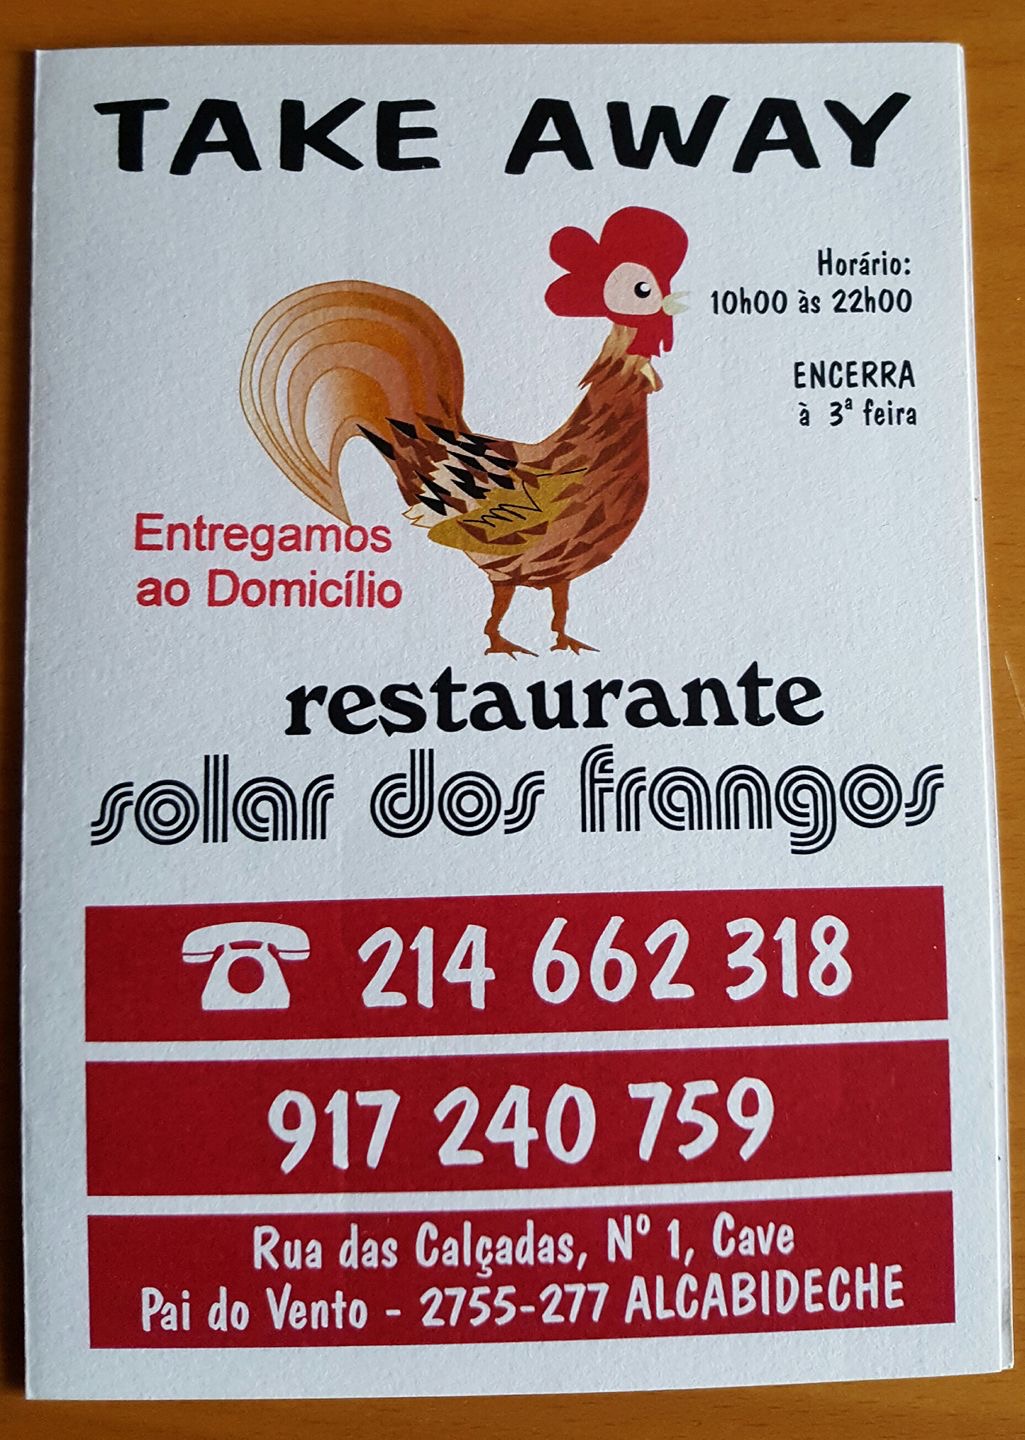 TAKE AWAY
Horário:
10h00 às 22h00
ENCERRA
à 3ª feira
Entregamos
ao Domicílio
restaurante
solar dos frangos
214 662 318
917 240 759
Rua das Calçadas, Nº 1, Cave
Pai do Vento - 2755-277 ALCABIDECHE